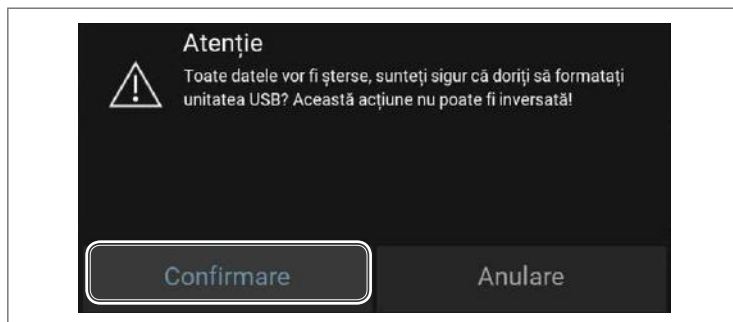 Atenție
Toate datele vor fi șterse, sunteți sigur că doriți să formatați
unitatea USB? Această acțiune nu poate fi inversată!
Confirmare
Anulare